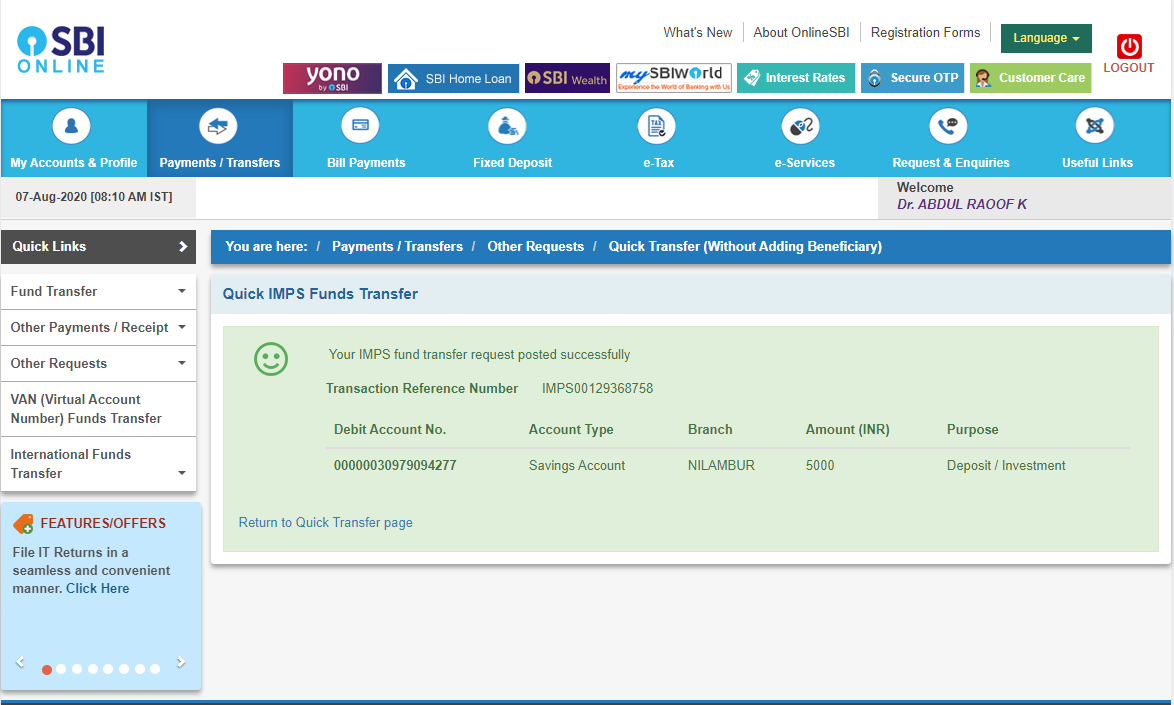 SBI
ONLINE
What's New
About OnlineSBI
Registration Forms
Language
LOGOUT
yono
by SBI
SBI Home Loan
SBI Wealth
mySBIWorld
Experience the World of Banking with Us
Interest Rates
Secure OTP
Customer Care
My Accounts & Profile
Payments / Transfers
Bill Payments
Fixed Deposit
TAX
e-Tax
e-Services
Request & Enquiries
Useful Links
07-Aug-2020 [08:10 AM IST]
Welcome
Dr. ABDUL RAOOF K
Quick Links
You are here: / Payments / Transfers / Other Requests / Quick Transfer (Without Adding Beneficiary)
Fund Transfer
Other Payments / Receipt
Other Requests
VAN (Virtual Account
Number) Funds Transfer
International Funds
Transfer
FEATURES/OFFERS
File IT Returns in a
seamless and convenient
manner. Click Here
Quick IMPS Funds Transfer
Your IMPS fund transfer request posted successfully
Transaction Reference Number IMPS00129368758
Debit Account No. Account Type Branch Amount (INR) Purpose
00000030979094277 Savings Account NILAMBUR 5000 Deposit / Investment
Return to Quick Transfer page